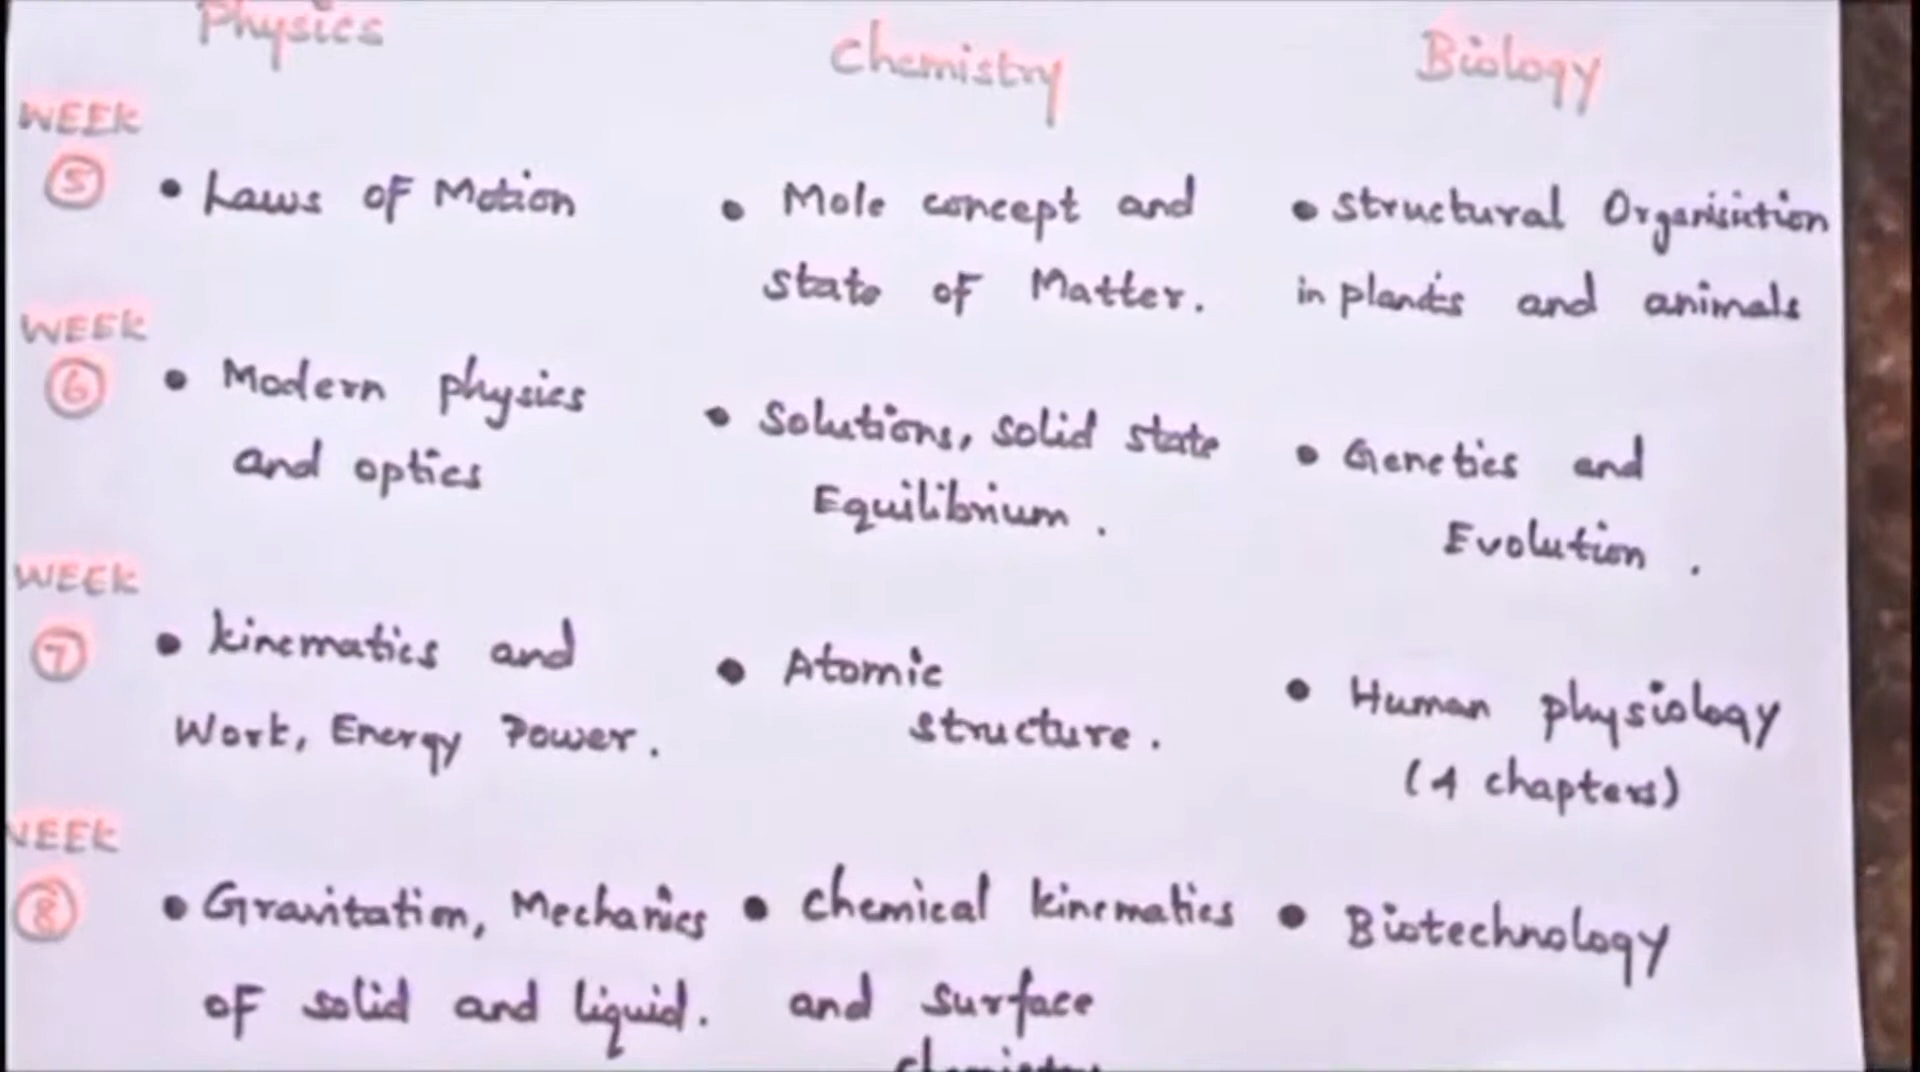 Physics
Chemistry
Biology
WEEK
5
• Laws of Motion
• Mole concept and
state of Matter.
• structural Organisiation
in plants and animals
WEEK
6
• Modern physics
and optics
• Solutions, solid state
Equilibrium.
• Genetics and
Evolution.
WEEK
7
• kinematics and
Work, Energy Power.
• Atomic
structure.
• Human physiology
(4 chapters)
WEEK
8
• Gravitation, Mechanics
of solid and liquid.
• Chemical kinematics
and surface
chemistry
• Biotechnology